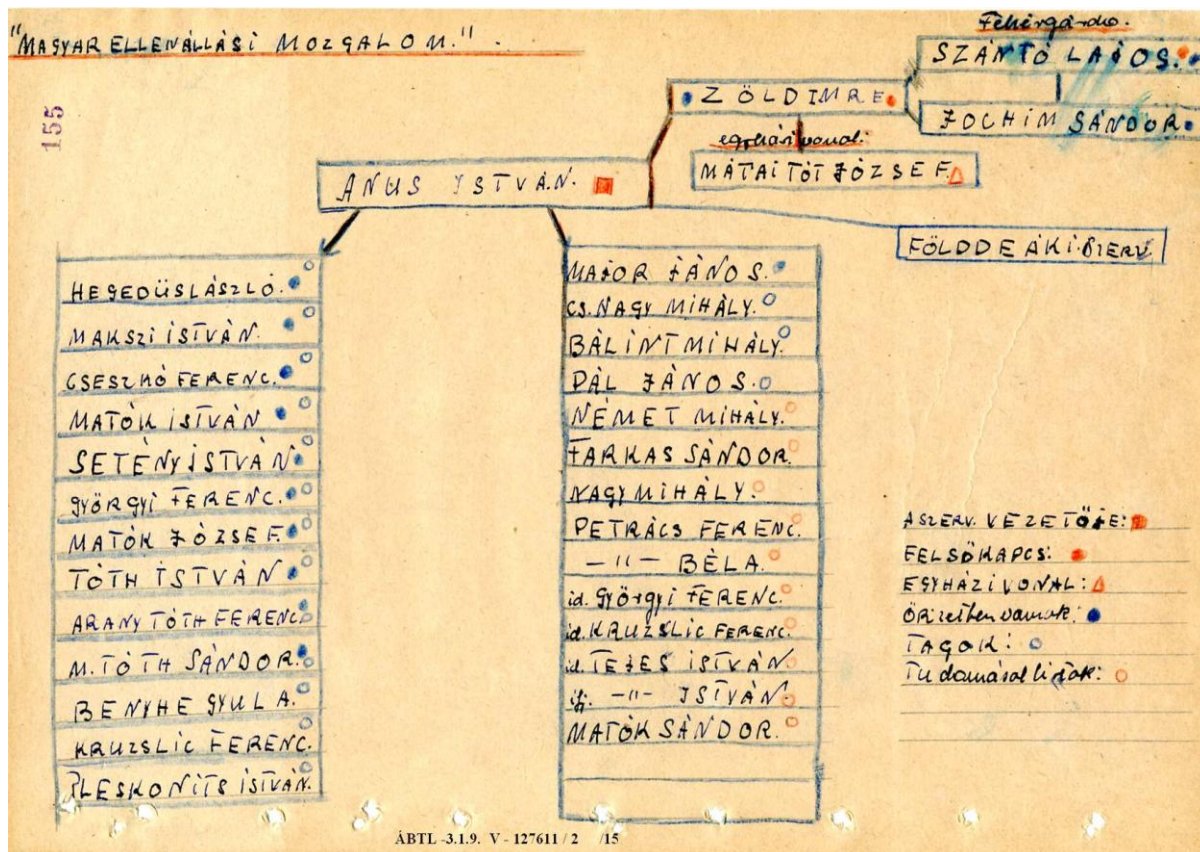 "MAGYAR ELLENÁLLÁSI MOZGALOM." .
155
Fehérgárda.
SZÁNTÓ LAJOS.
ZÖLD IMRE
JOCHIM SÁNDOR
egyházi vonal:
MÁTAI TÓT JÓZSEF.
ANUS ISTVÁN.
FÖLDDEÁKI SZERV.
HEGEDÜS LÁSZLÓ.
MAKSZI ISTVÁN.
CSESZKÓ FERENC.
MATÓK ISTVÁN
SETÉNY ISTVÁN
GYÖRGYI FERENC.
MATÓK JÓZSEF.
TÓTH ISTVÁN
ARANY TÓTH FERENC.
M. TÓTH SÁNDOR.
BENYHE GYULA.
KRUZSLIC FERENC.
PLESKONITS ISTVÁN.
MAJOR JÁNOS.
CS. NAGY MIHÁLY.
BÁLINT MIHÁLY.
PÁL JÁNOS.
NÉMET MIHÁLY.
FARKAS SÁNDOR.
NAGY MIHÁLY.
PETRÁCS FERENC.
—"— BÉLA.
id. GYÖRGYI FERENC.
id. KRUZSLIC FERENC.
id. TEJES ISTVÁN
ifj. —"— ISTVÁN
MATÓK SÁNDOR.
A SZERV. VEZETŐJE:
FELSŐKAPCS:
EGYHÁZI VONAL:
Őrizetben vannak:
TAGOK:
Tudomásal birtak:
ÁBTL -3.1.9. V - 127611 / 2 /15